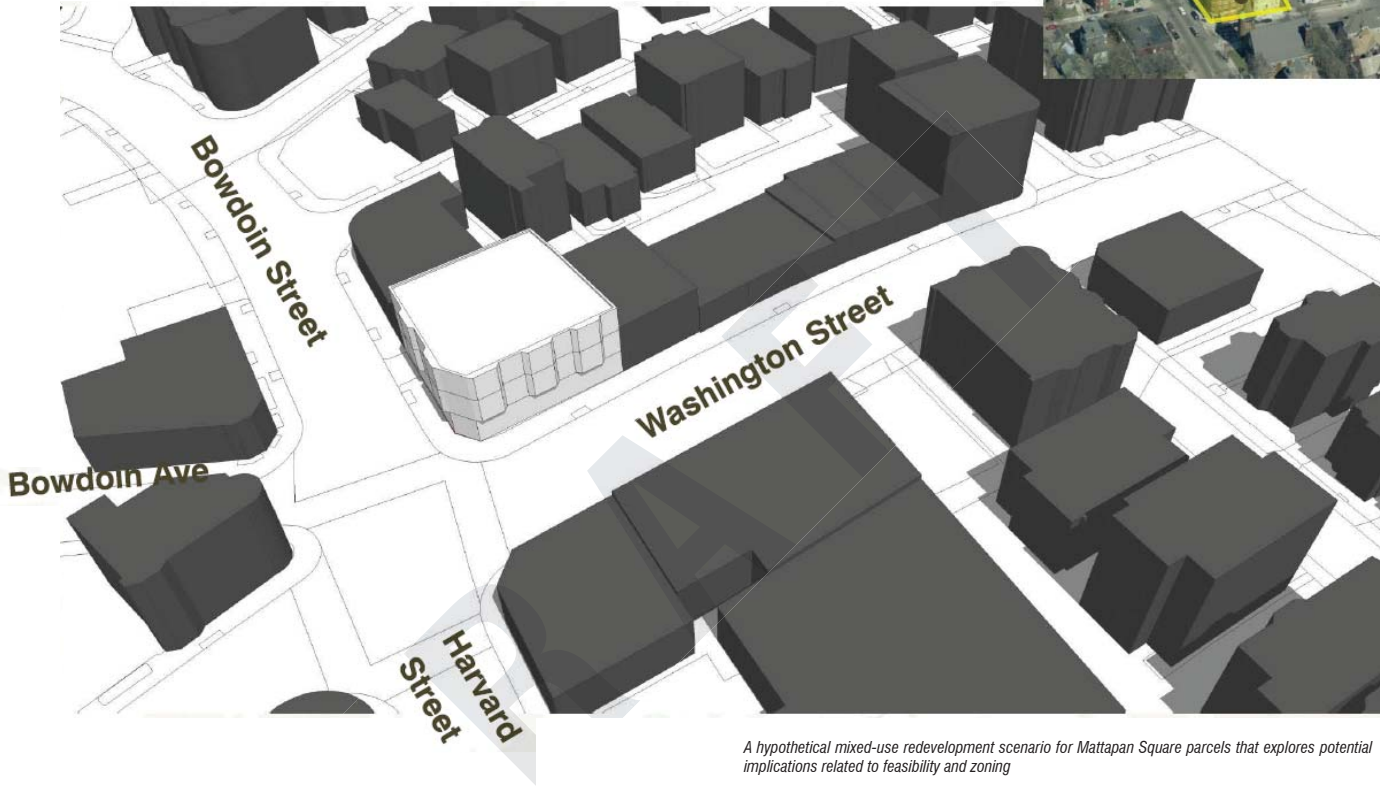 Bowdoin Street
Washington Street
Bowdoin Ave
Harvard
Street
A hypothetical mixed-use redevelopment scenario for Mattapan Square parcels that explores potential
implications related to feasibility and zoning